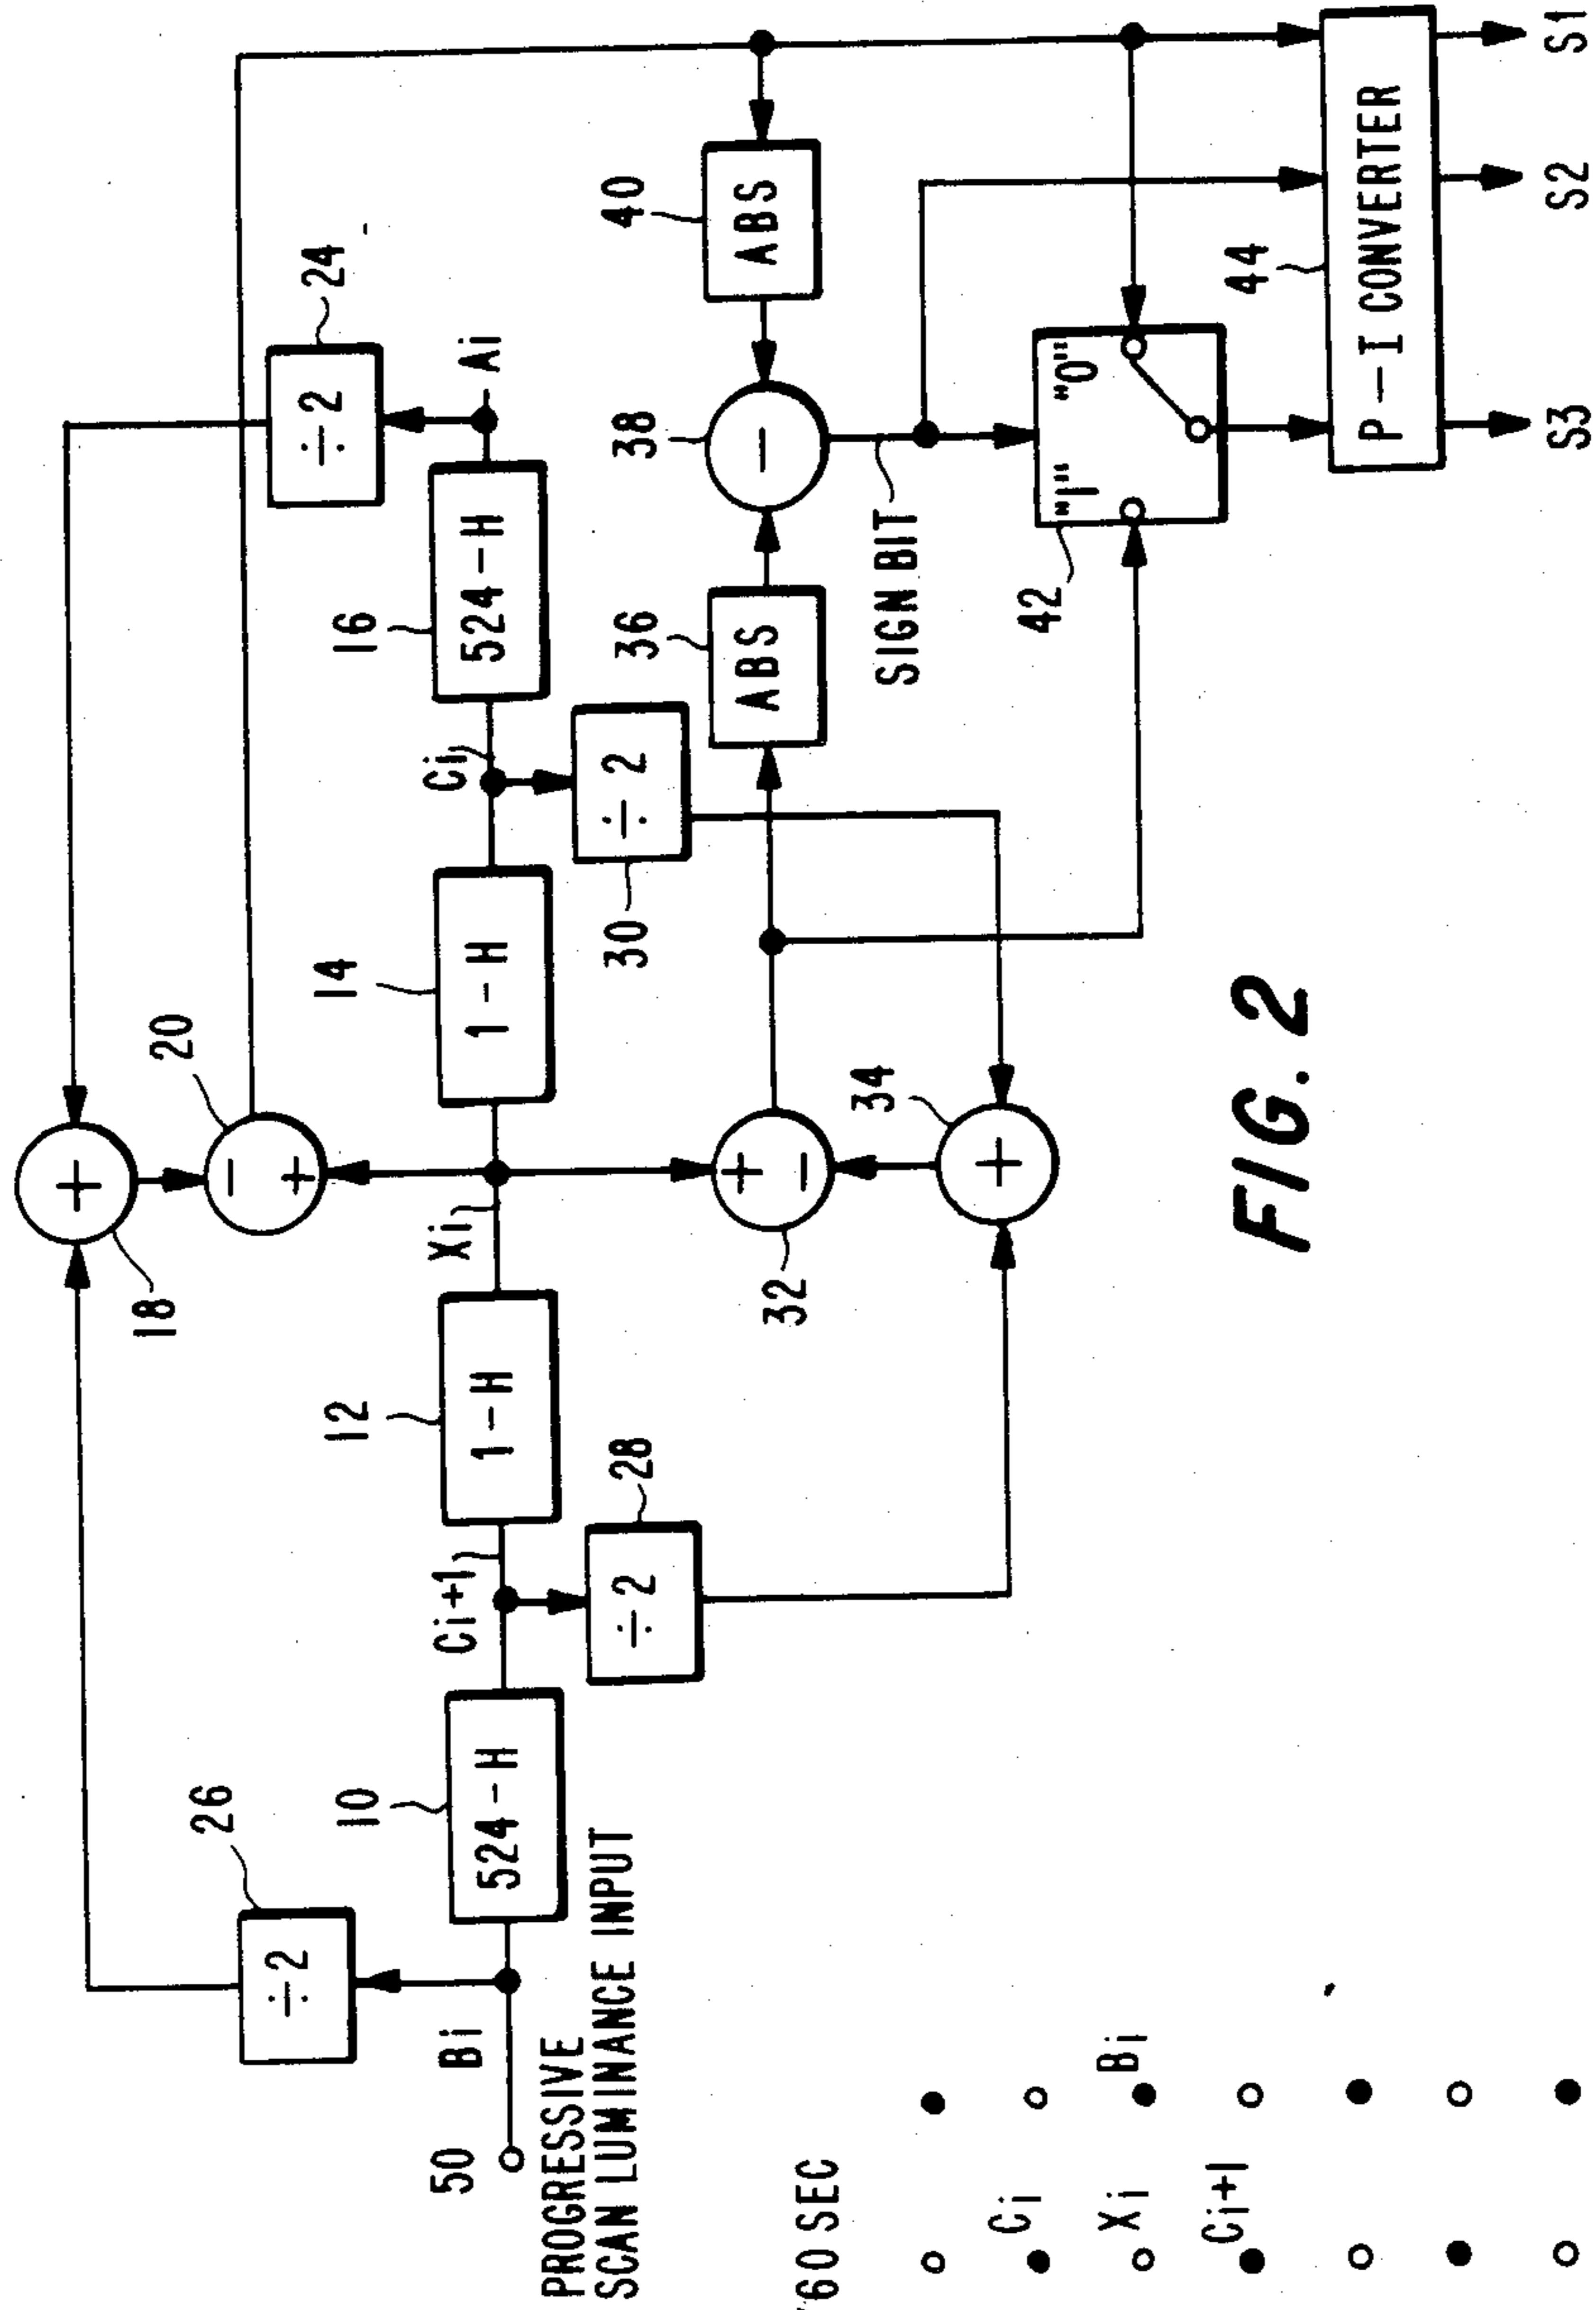 18
+
20
−
+
26
÷2
24
÷2
50
Bi
PROGRESSIVE
SCAN LUMINANCE INPUT
10
524-H
Ci+1
12
1-H
Xi
14
1-H
Ci
16
524-H
Ai
28
÷2
30
÷2
32
+
−
34
+
36
ABS
38
−
40
ABS
SIGN BIT
42
"1"
"0"
44
P-I CONVERTER
S3
S2
S1
60 SEC
Ci
Xi
Bi
Ci+1
FIG. 2